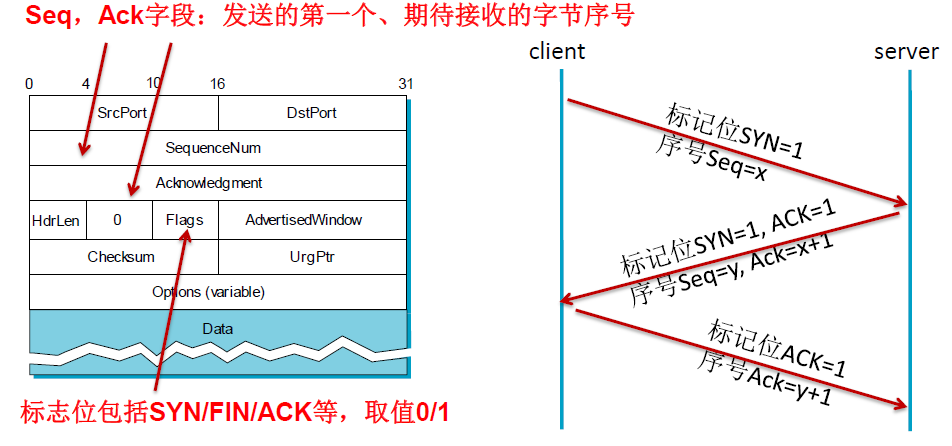 Seq，Ack字段：发送的第一个、期待接收的字节序号
0 4 10 16 31
SrcPort DstPort
SequenceNum
Acknowledgment
HdrLen 0 Flags AdvertisedWindow
Checksum UrgPtr
Options (variable)
Data
标志位包括SYN/FIN/ACK等，取值0/1
client server
标记位SYN=1
序号Seq=x
标记位SYN=1, ACK=1
序号Seq=y, Ack=x+1
标记位ACK=1
序号Ack=y+1